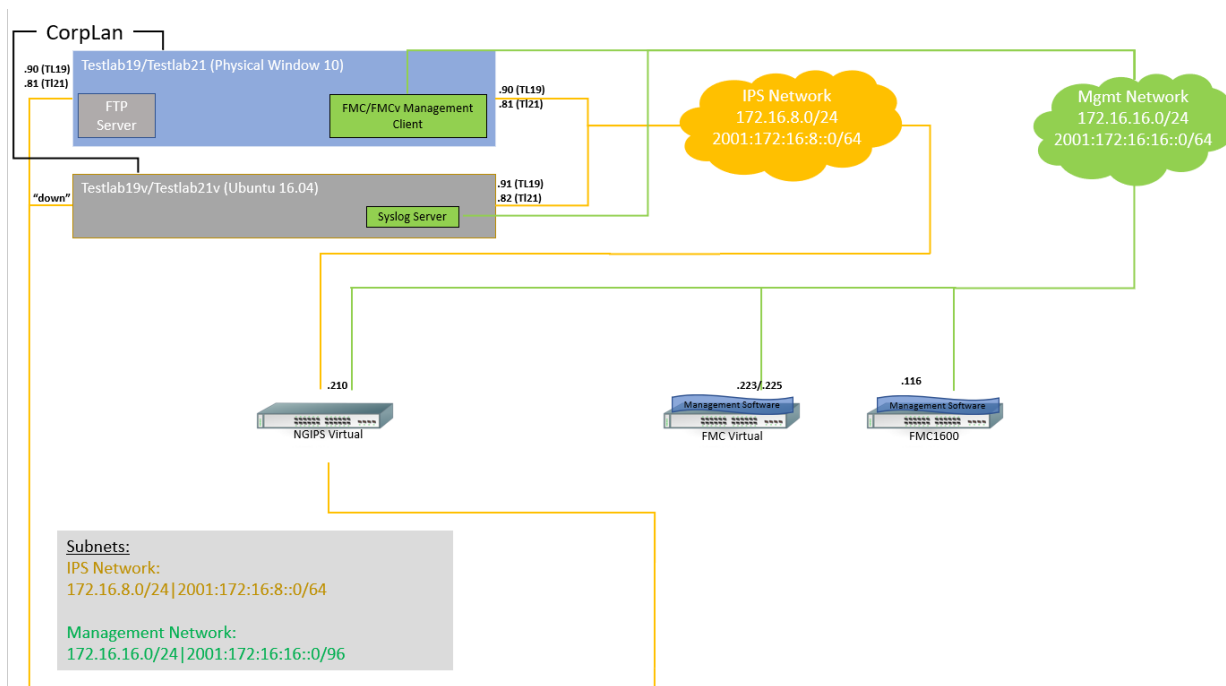 CorpLan
.90 (TL19)
.81 (Tl21)
Testlab19/Testlab21 (Physical Window 10)
FTP
Server
FMC/FMCv Management
Client
.90 (TL19)
.81 (Tl21)
IPS Network
172.16.8.0/24
2001:172:16:8::0/64
Mgmt Network
172.16.16.0/24
2001:172:16:16::0/64
"down"
Testlab19v/Testlab21v (Ubuntu 16.04)
Syslog Server
.91 (TL19)
.82 (Tl21)
.210
NGIPS Virtual
.223/.225
Management Software
FMC Virtual
.116
Management Software
FMC1600
Subnets:
IPS Network:
172.16.8.0/24|2001:172:16:8::0/64
Management Network:
172.16.16.0/24|2001:172:16:16::0/96